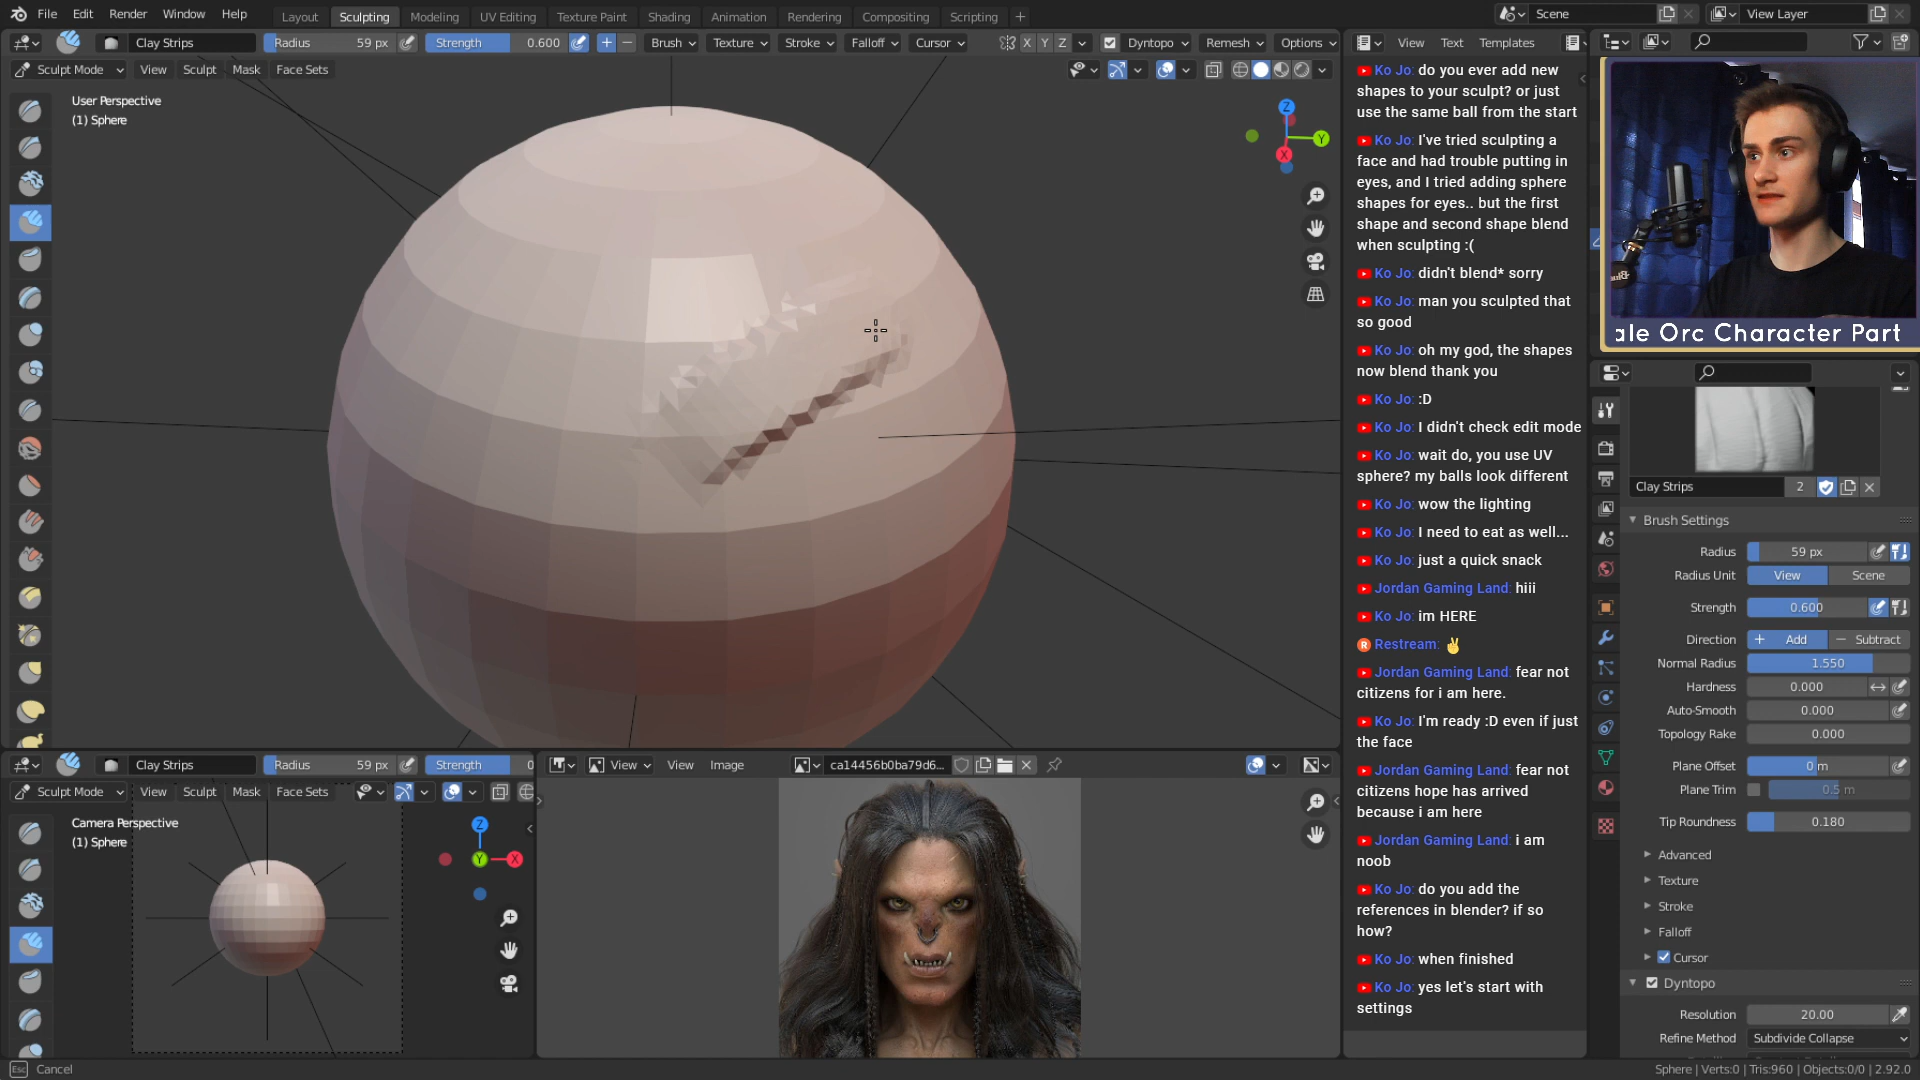 File Edit Render Window Help
Layout Sculpting Modeling UV Editing Texture Paint Shading Animation Rendering Compositing Scripting +
Scene
View Layer
Clay Strips Radius 59 px Strength 0.600 + − Brush Texture Stroke Falloff Cursor X Y Z Dyntopo Remesh Options
View Text Templates
Sculpt Mode View Sculpt Mask Face Sets
User Perspective
(1) Sphere
Z
Y
X
Ko Jo: do you ever add new
shapes to your sculpt? or just
use the same ball from the start
Ko Jo: I've tried sculpting a
face and had trouble putting in
eyes, and I tried adding sphere
shapes for eyes.. but the first
shape and second shape blend
when sculpting :(
Ko Jo: didn't blend* sorry
Ko Jo: man you sculpted that
so good
Ko Jo: oh my god, the shapes
now blend thank you
Ko Jo: :D
Ko Jo: I didn't check edit mode
Ko Jo: wait do, you use UV
sphere? my balls look different
Ko Jo: wow the lighting
Ko Jo: I need to eat as well...
Ko Jo: just a quick snack
Jordan Gaming Land: hiii
Ko Jo: im HERE
Restream: ✌
Jordan Gaming Land: fear not
citizens for i am here.
Ko Jo: I'm ready :D even if just
the face
Jordan Gaming Land: fear not
citizens hope has arrived
because i am here
Jordan Gaming Land: i am
noob
Ko Jo: do you add the
references in blender? if so
how?
Ko Jo: when finished
Ko Jo: yes let's start with
settings
ale Orc Character Part
Clay Strips 2
Brush Settings
Radius 59 px
Radius Unit View Scene
Strength 0.600
Direction + Add − Subtract
Normal Radius 1.550
Hardness 0.000
Auto-Smooth 0.000
Topology Rake 0.000
Plane Offset 0 m
Plane Trim 0.5 m
Tip Roundness 0.180
Advanced
Texture
Stroke
Falloff
Cursor
Dyntopo
Resolution 20.00
Refine Method Subdivide Collapse
Clay Strips Radius 59 px Strength 0
Sculpt Mode View Sculpt Mask Face Sets
Camera Perspective
(1) Sphere
Z
Y X
View View Image ca14456b0ba79d6...
Esc Cancel
Sphere | Verts:0 | Tris:960 | Objects:0/0 | 2.92.0